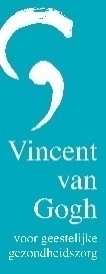 Vincent
van
Gogh
voor geestelijke
gezondheidszorg